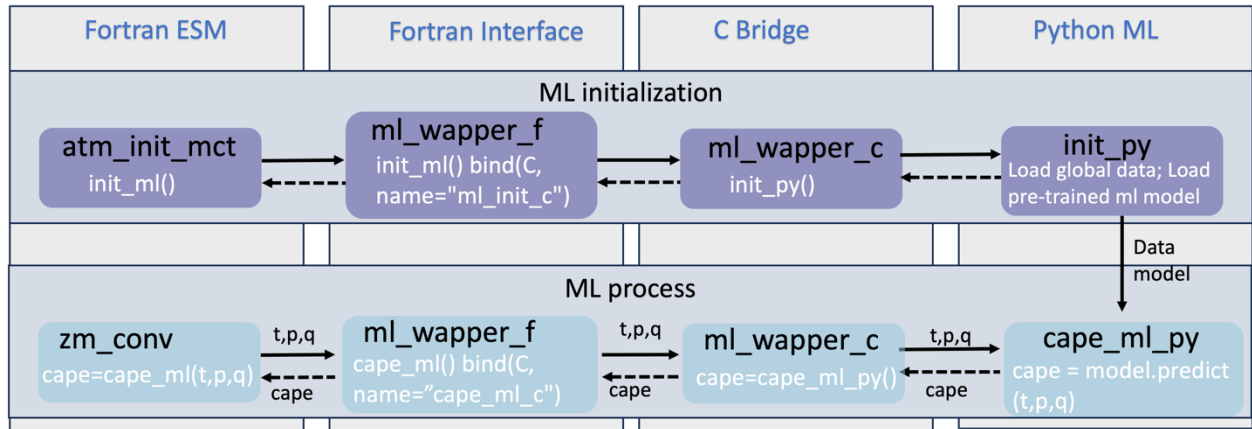 Fortran ESM
Fortran Interface
C Bridge
Python ML
ML initialization
atm_init_mct
init_ml()
ml_wapper_f
init_ml() bind(C,
name="ml_init_c")
ml_wapper_c
init_py()
init_py
Load global data; Load
pre-trained ml model
Data
model
ML process
zm_conv
cape=cape_ml(t,p,q)
t,p,q
cape
ml_wapper_f
cape_ml() bind(C,
name=”cape_ml_c")
t,p,q
cape
ml_wapper_c
cape=cape_ml_py()
t,p,q
cape
cape_ml_py
cape = model.predict
(t,p,q)